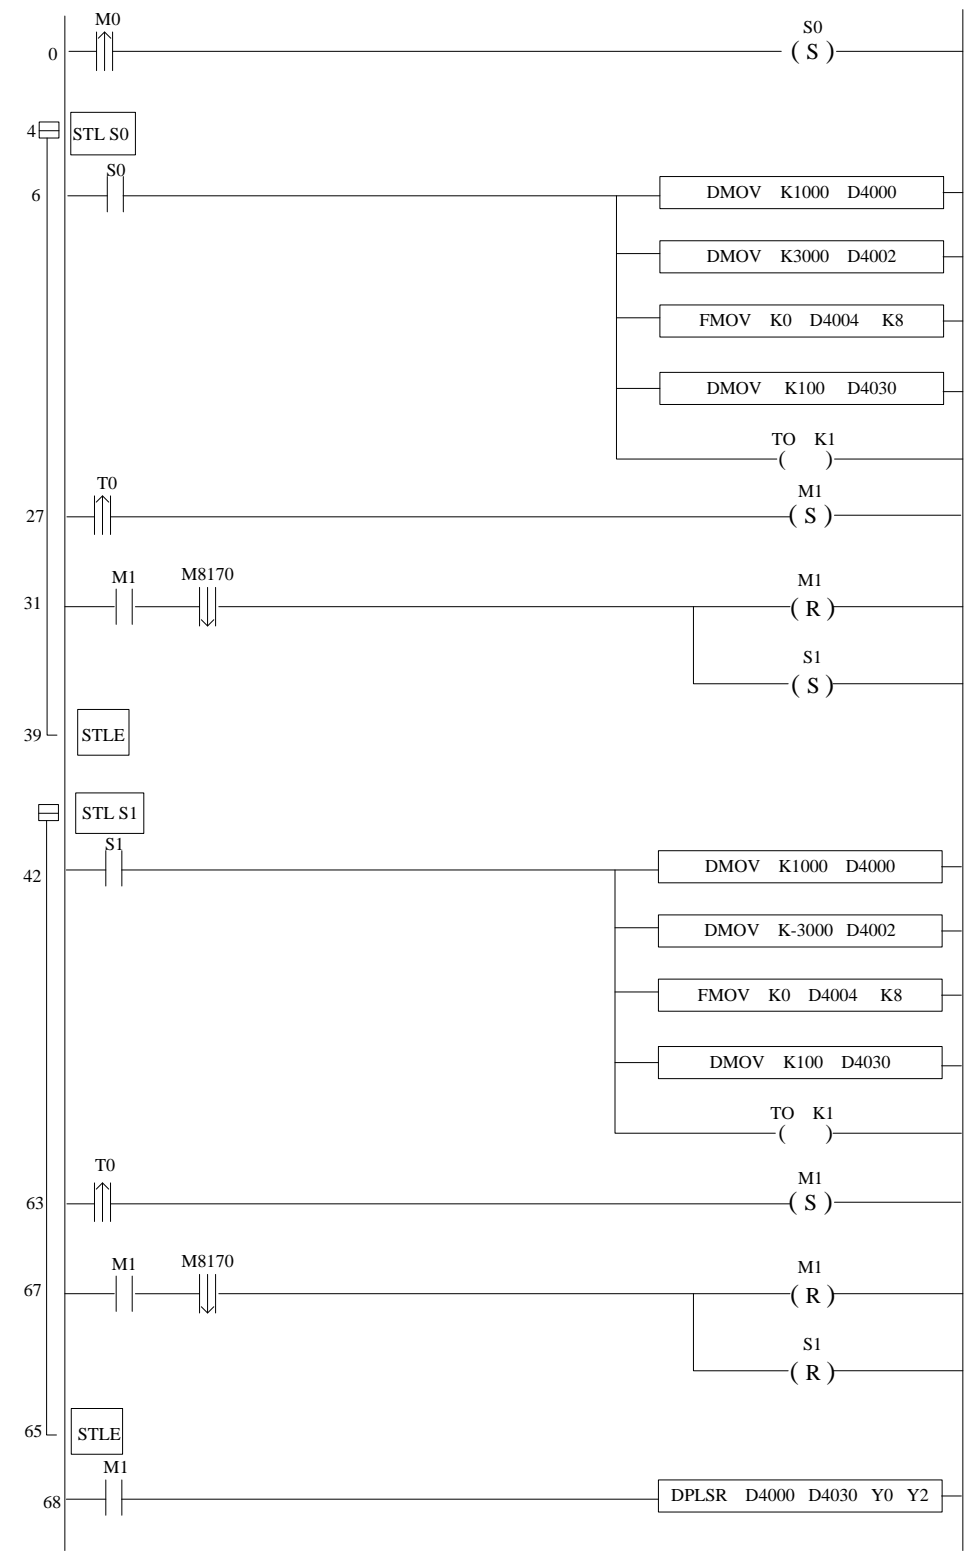 M0
S0
0
( S )
4
STL S0
S0
6
DMOV K1000 D4000
DMOV K3000 D4002
FMOV K0 D4004 K8
DMOV K100 D4030
TO K1
( )
T0
M1
27
( S )
M1
M8170
M1
31
( R )
S1
( S )
39
STLE
STL S1
S1
42
DMOV K1000 D4000
DMOV K-3000 D4002
FMOV K0 D4004 K8
DMOV K100 D4030
TO K1
( )
T0
M1
63
( S )
M1
M8170
M1
67
( R )
S1
( R )
65
STLE
M1
68
DPLSR D4000 D4030 Y0 Y2